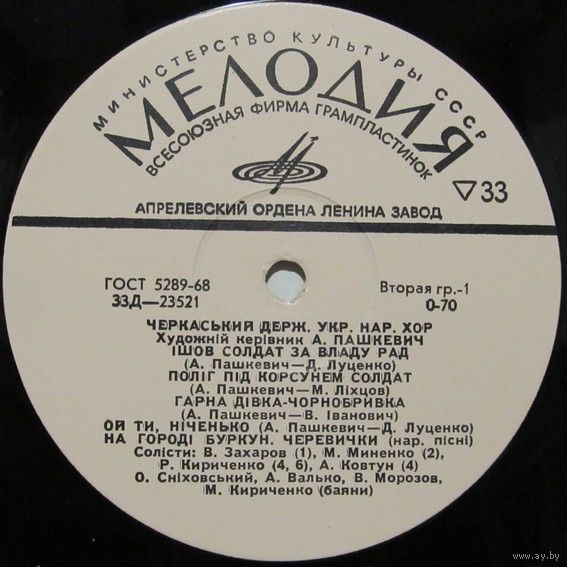 МИНИСТЕРСТВО КУЛЬТУРЫ СССР
МЕЛОДИЯ
ВСЕСОЮЗНАЯ ФИРМА ГРАМПЛАСТИНОК
▽33
АПРЕЛЕВСКИЙ ОРДЕНА ЛЕНИНА ЗАВОД
ГОСТ 5289-68
Вторая гр.-1
33Д—23521
0-70
ЧЕРКАСЬКИЙ ДЕРЖ. УКР. НАР. ХОР
Художній керівник А. ПАШКЕВИЧ
ІШОВ СОЛДАТ ЗА ВЛАДУ РАД
(А. Пашкевич—Д. Луценко)
ПОЛІГ ПІД КОРСУНЕМ СОЛДАТ
(А. Пашкевич—М. Ліхцов)
ГАРНА ДІВКА-ЧОРНОБРИВКА
(А. Пашкевич—В. Іванович)
ОЙ ТИ, НІЧЕНЬКО (А. Пашкевич—Д. Луценко)
НА ГОРОДІ БУРКУН. ЧЕРЕВИЧКИ (нар. пісні)
Солісти: В. Захаров (1), М. Миненко (2),
Р. Кириченко (4, 6), А. Ковтун (4)
О. Сніховський, А. Валько, В. Морозов,
М. Кириченко (баяни)
www.ay.by